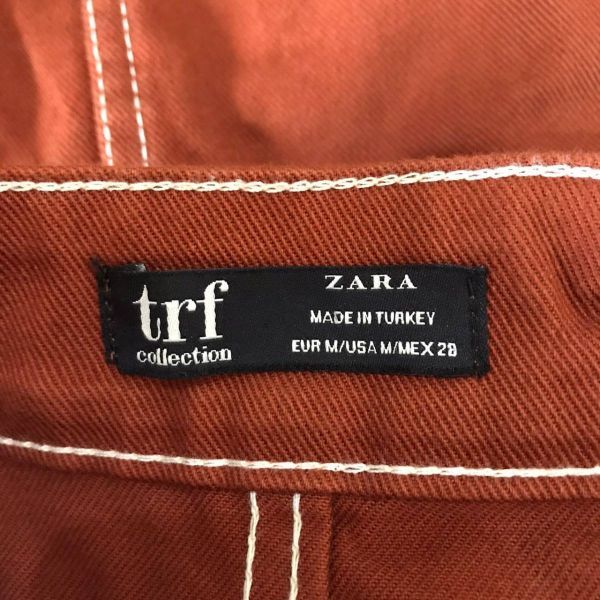 trf
collection
ZARA
MADE IN TURKEY
EUR M/USA M/MEX 28